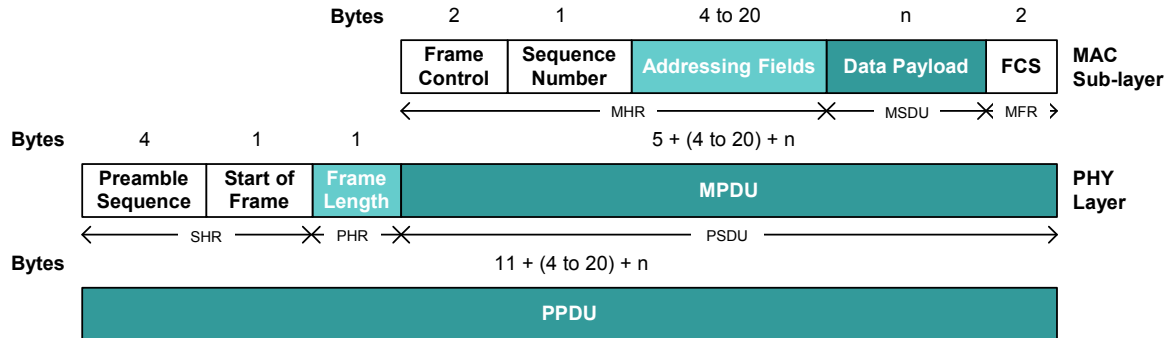 Bytes 2 1 4 to 20 n 2
Frame Control Sequence Number Addressing Fields Data Payload FCS MAC Sub-layer
MHR MSDU MFR
Bytes 4 1 1 5 + (4 to 20) + n
Preamble Sequence Start of Frame Frame Length MPDU PHY Layer
SHR PHR PSDU
Bytes 11 + (4 to 20) + n
PPDU